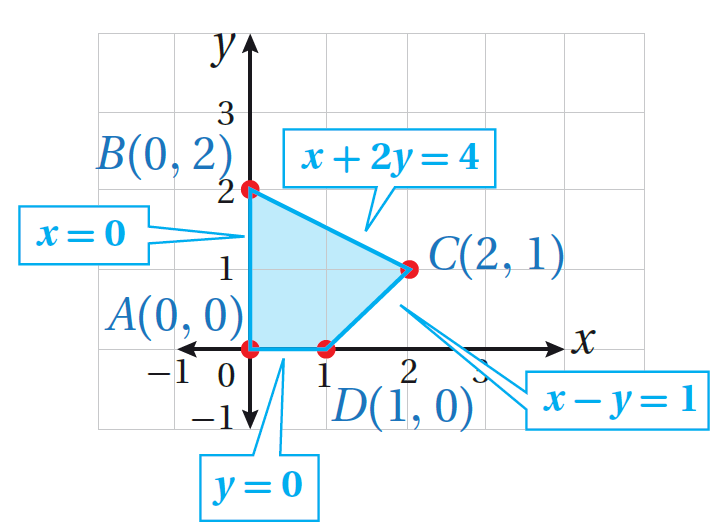 y
3
B(0, 2)
x + 2y = 4
2
x = 0
C(2, 1)
1
A(0, 0)
x
−1
0
1
2
3
x − y = 1
D(1, 0)
−1
y = 0